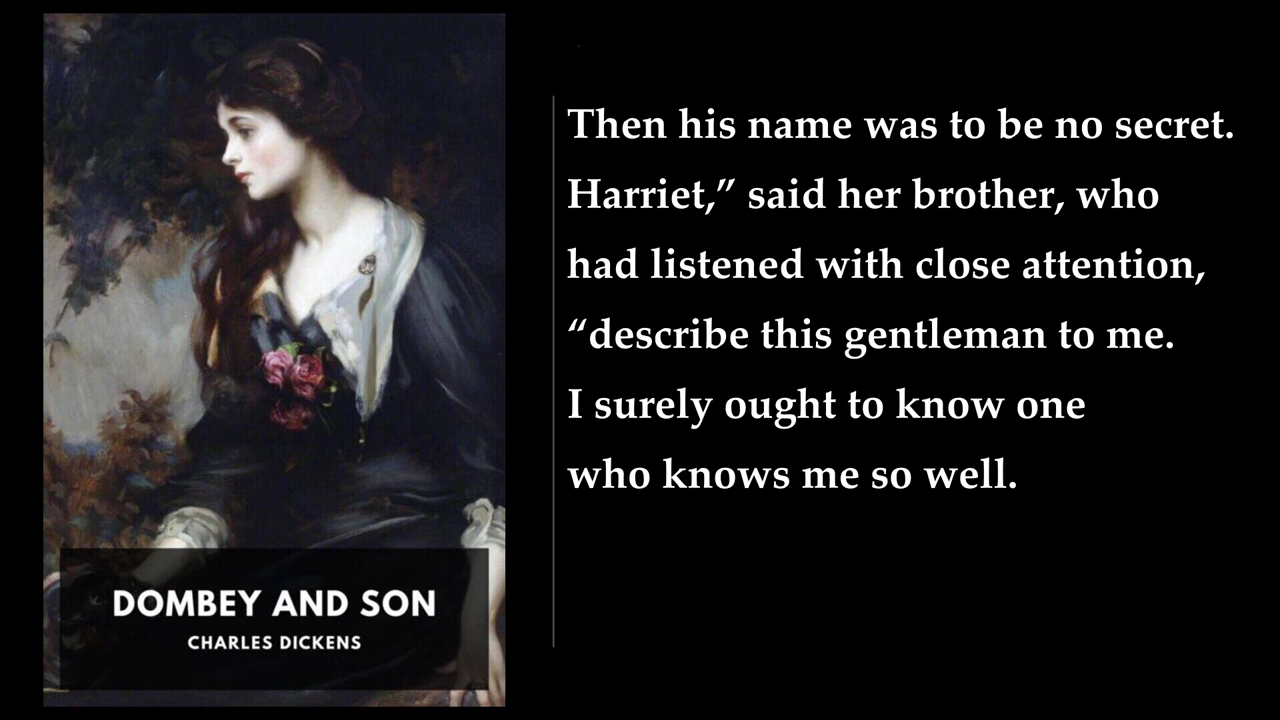 DOMBEY AND SON
CHARLES DICKENS
Then his name was to be no secret.
Harriet,” said her brother, who
had listened with close attention,
“describe this gentleman to me.
I surely ought to know one
who knows me so well.